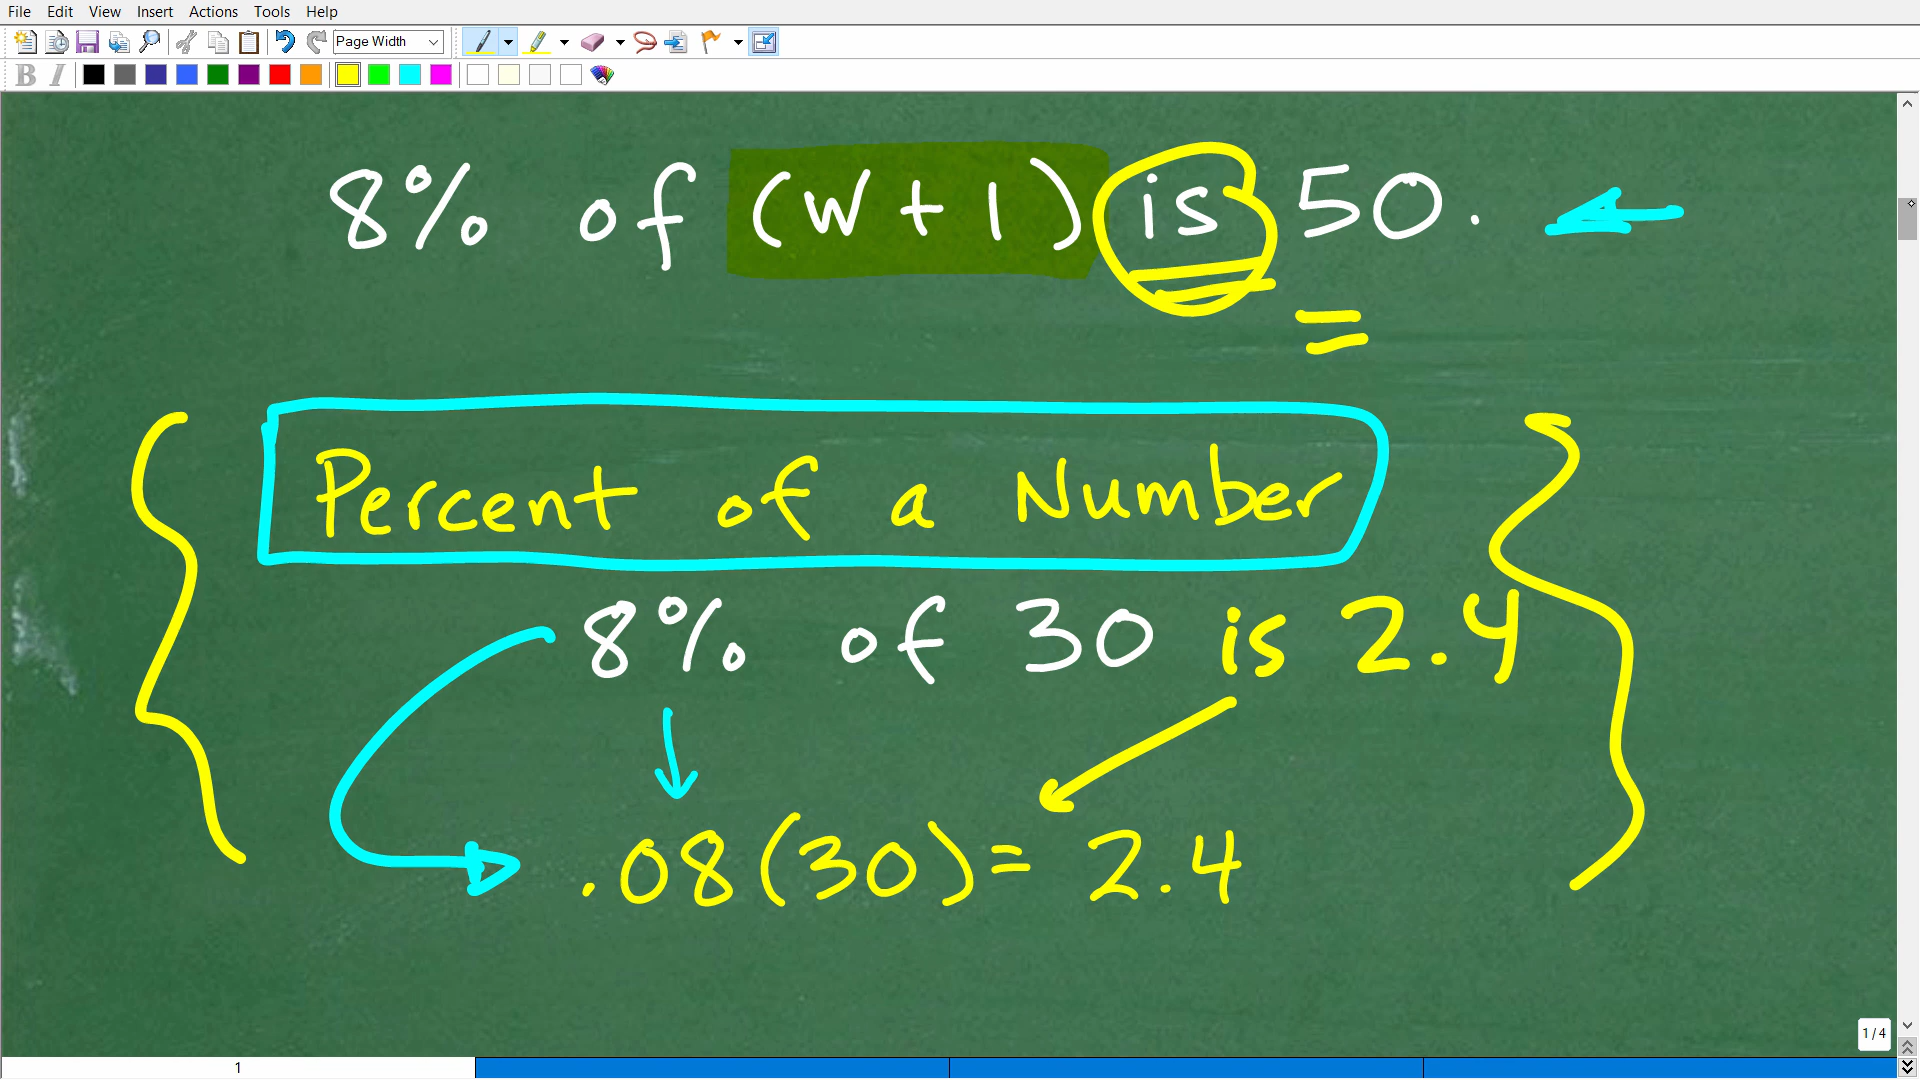 File Edit View Insert Actions Tools Help
Page Width
B I
8% of (w+1) is 50.
=
Percent of a Number
8% of 30 is 2.4
.08(30)= 2.4
1/4
1